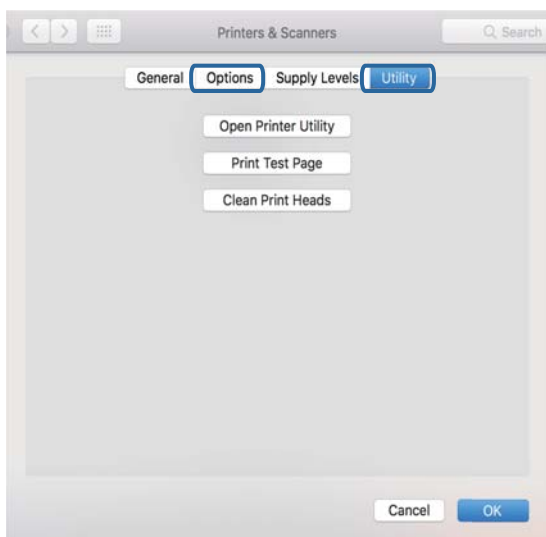 Printers & Scanners Search
General Options Supply Levels Utility
Open Printer Utility
Print Test Page
Clean Print Heads
Cancel OK